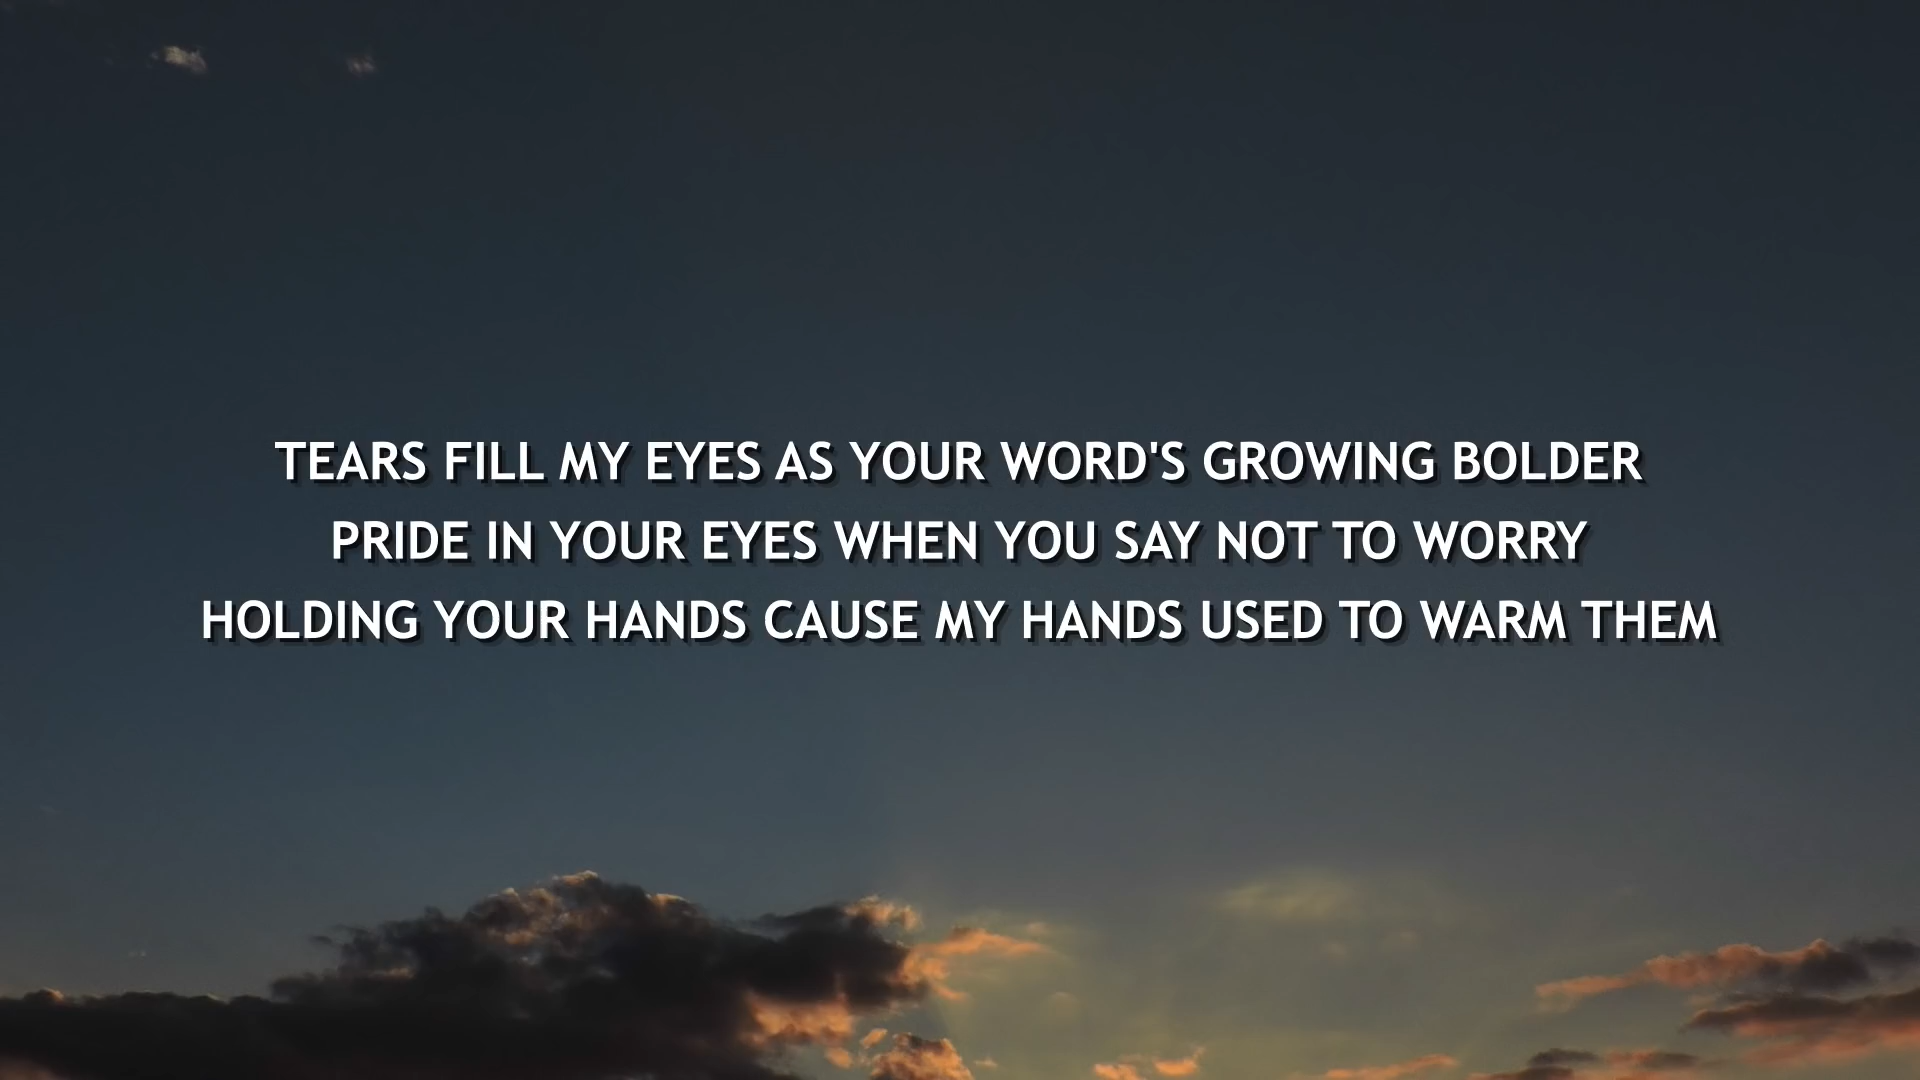 TEARS FILL MY EYES AS YOUR WORD'S GROWING BOLDER
PRIDE IN YOUR EYES WHEN YOU SAY NOT TO WORRY
HOLDING YOUR HANDS CAUSE MY HANDS USED TO WARM THEM